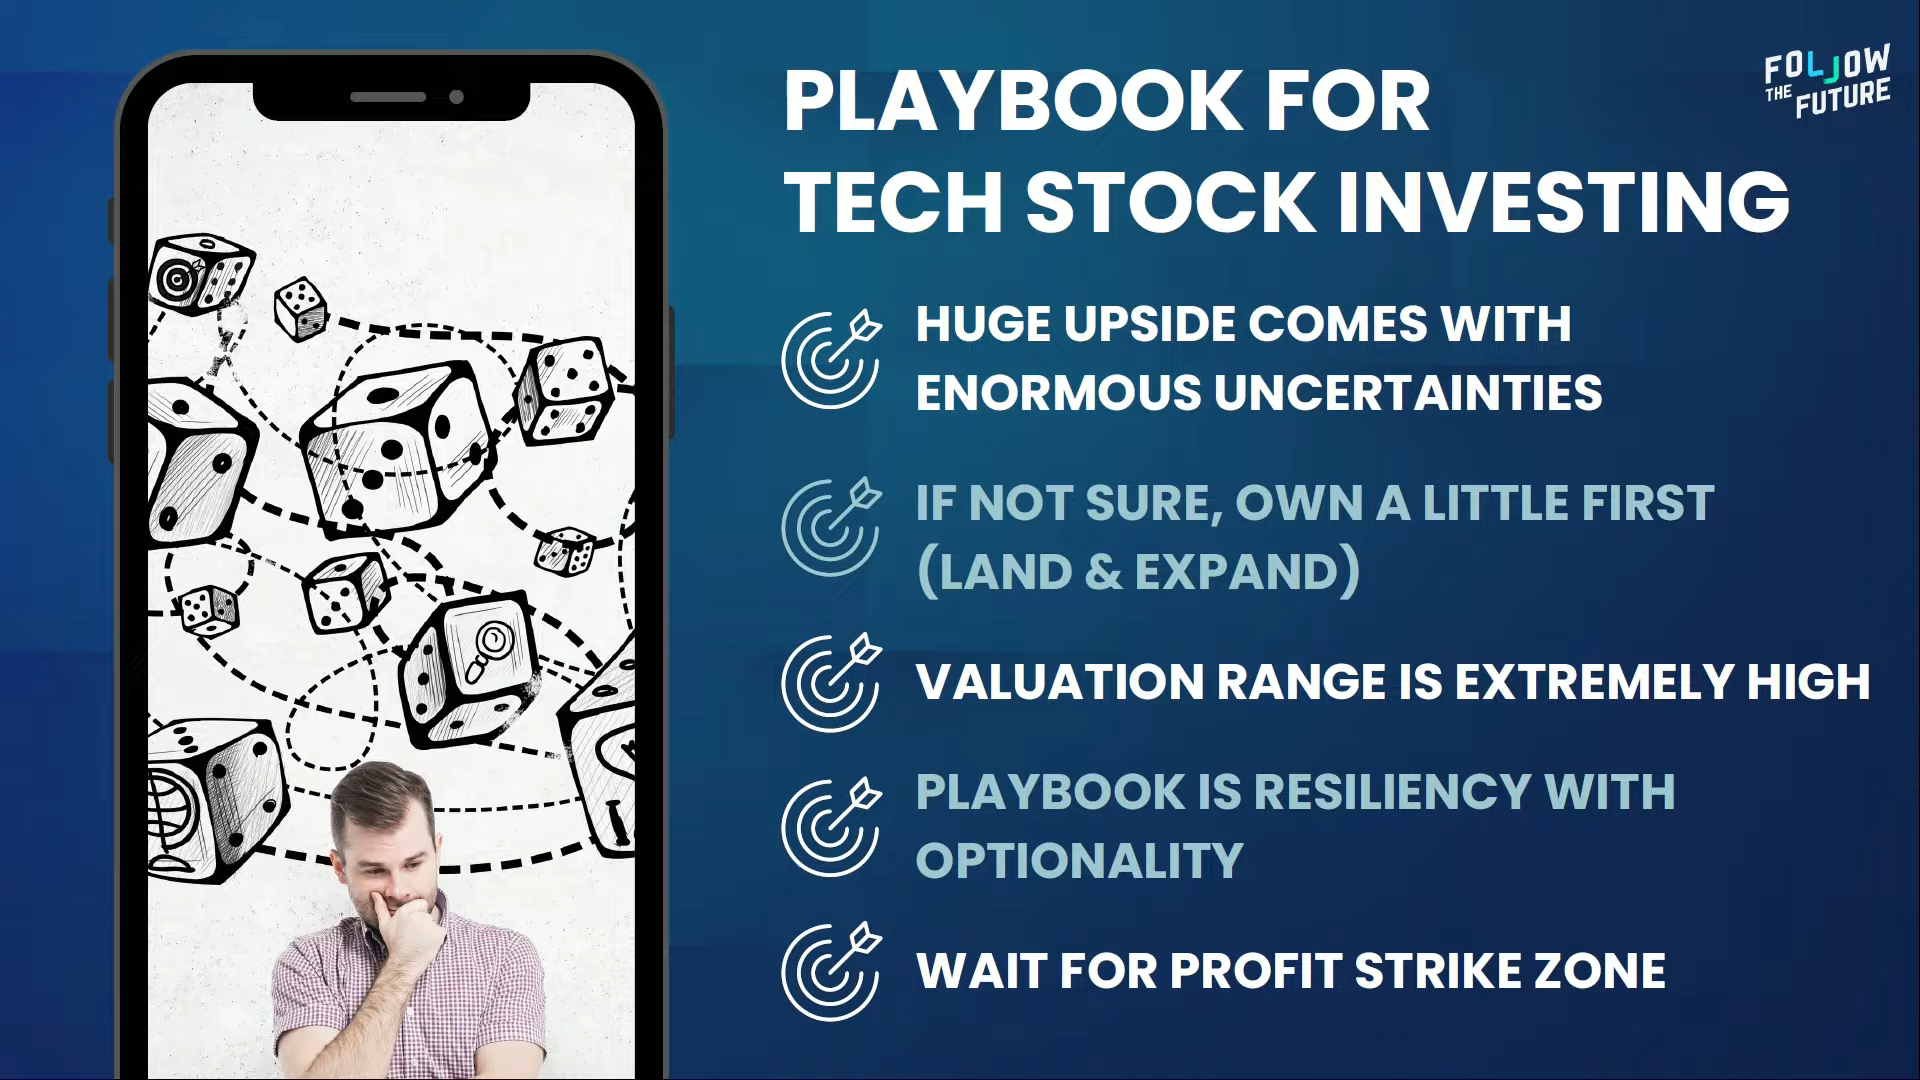 PLAYBOOK FOR
TECH STOCK INVESTING
FOLLOW
THE FUTURE
HUGE UPSIDE COMES WITH
ENORMOUS UNCERTAINTIES
IF NOT SURE, OWN A LITTLE FIRST
(LAND & EXPAND)
VALUATION RANGE IS EXTREMELY HIGH
PLAYBOOK IS RESILIENCY WITH
OPTIONALITY
WAIT FOR PROFIT STRIKE ZONE